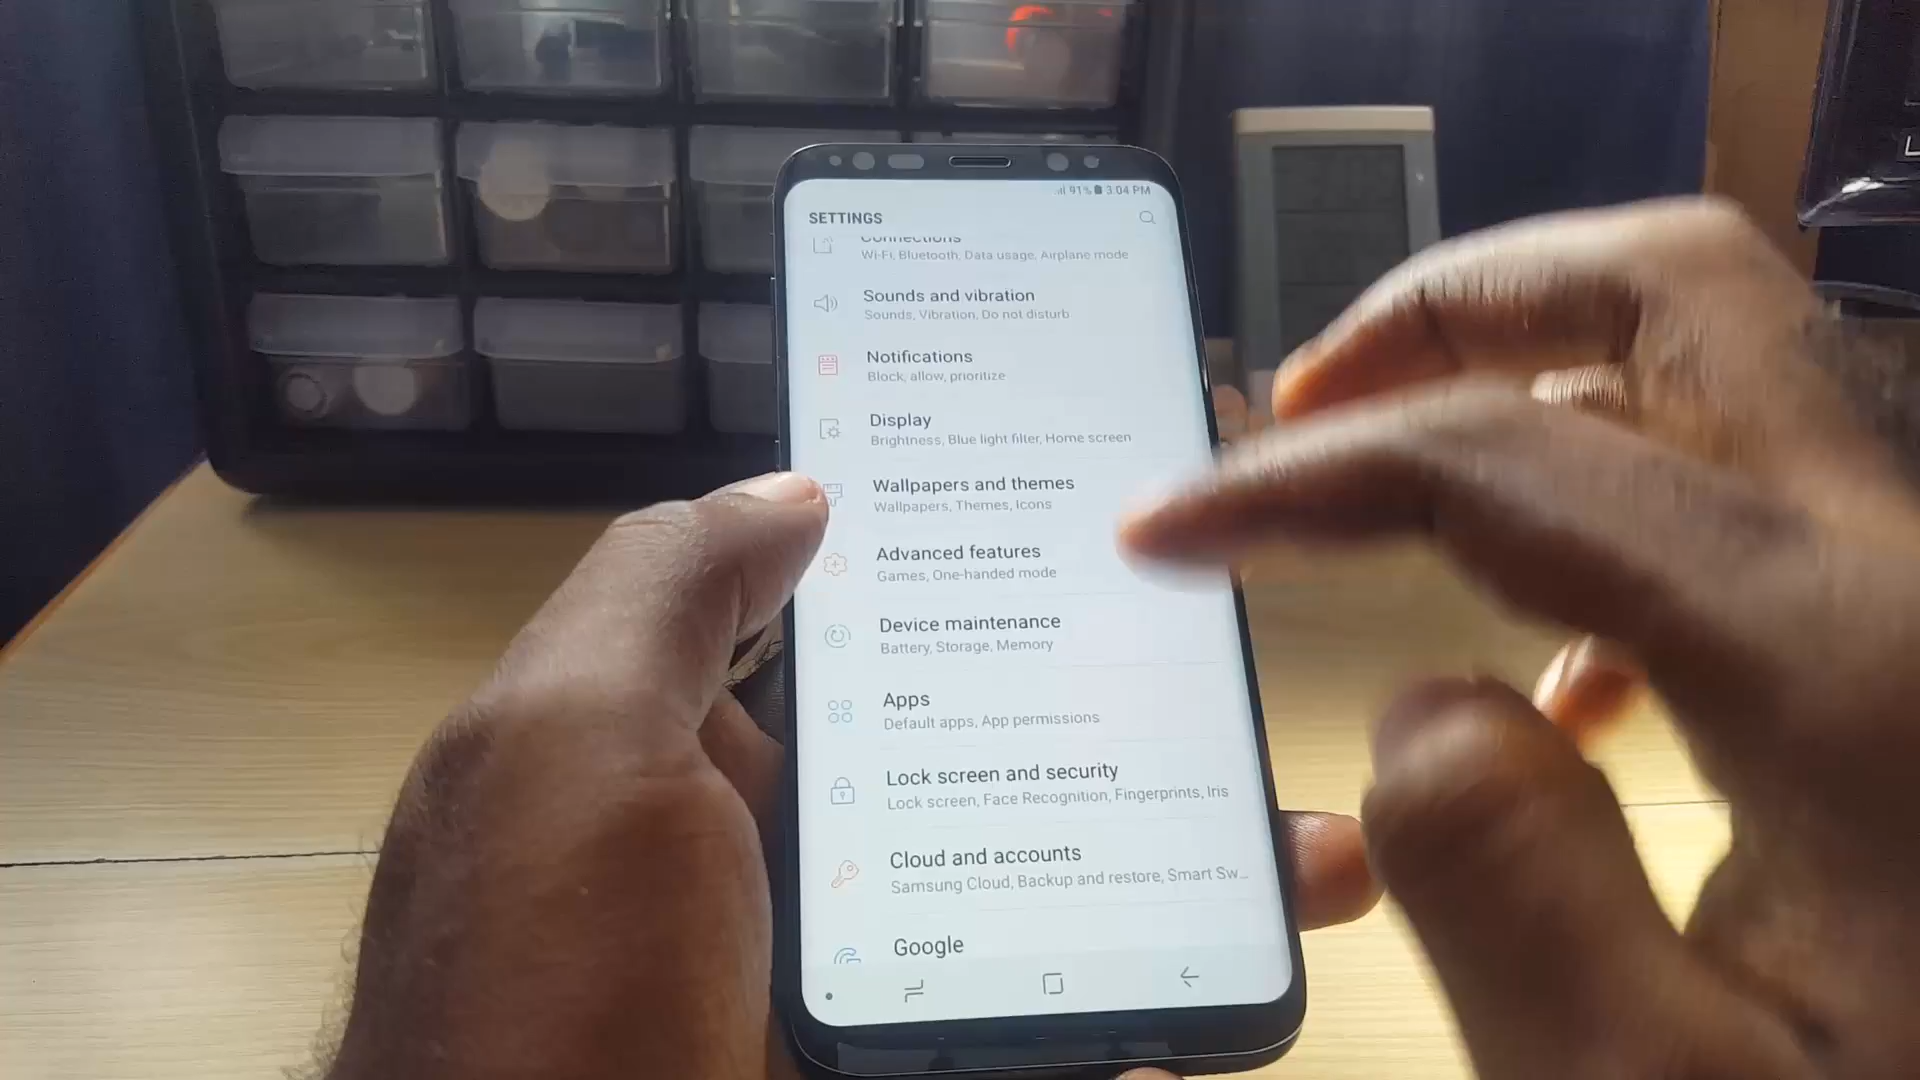 91% 3:04 PM
SETTINGS
Connections
Wi-Fi, Bluetooth, Data usage, Airplane mode
Sounds and vibration
Sounds, Vibration, Do not disturb
Notifications
Block, allow, prioritize
Display
Brightness, Blue light filter, Home screen
Wallpapers and themes
Wallpapers, Themes, Icons
Advanced features
Games, One-handed mode
Device maintenance
Battery, Storage, Memory
Apps
Default apps, App permissions
Lock screen and security
Lock screen, Face Recognition, Fingerprints, Iris
Cloud and accounts
Samsung Cloud, Backup and restore, Smart Sw...
Google